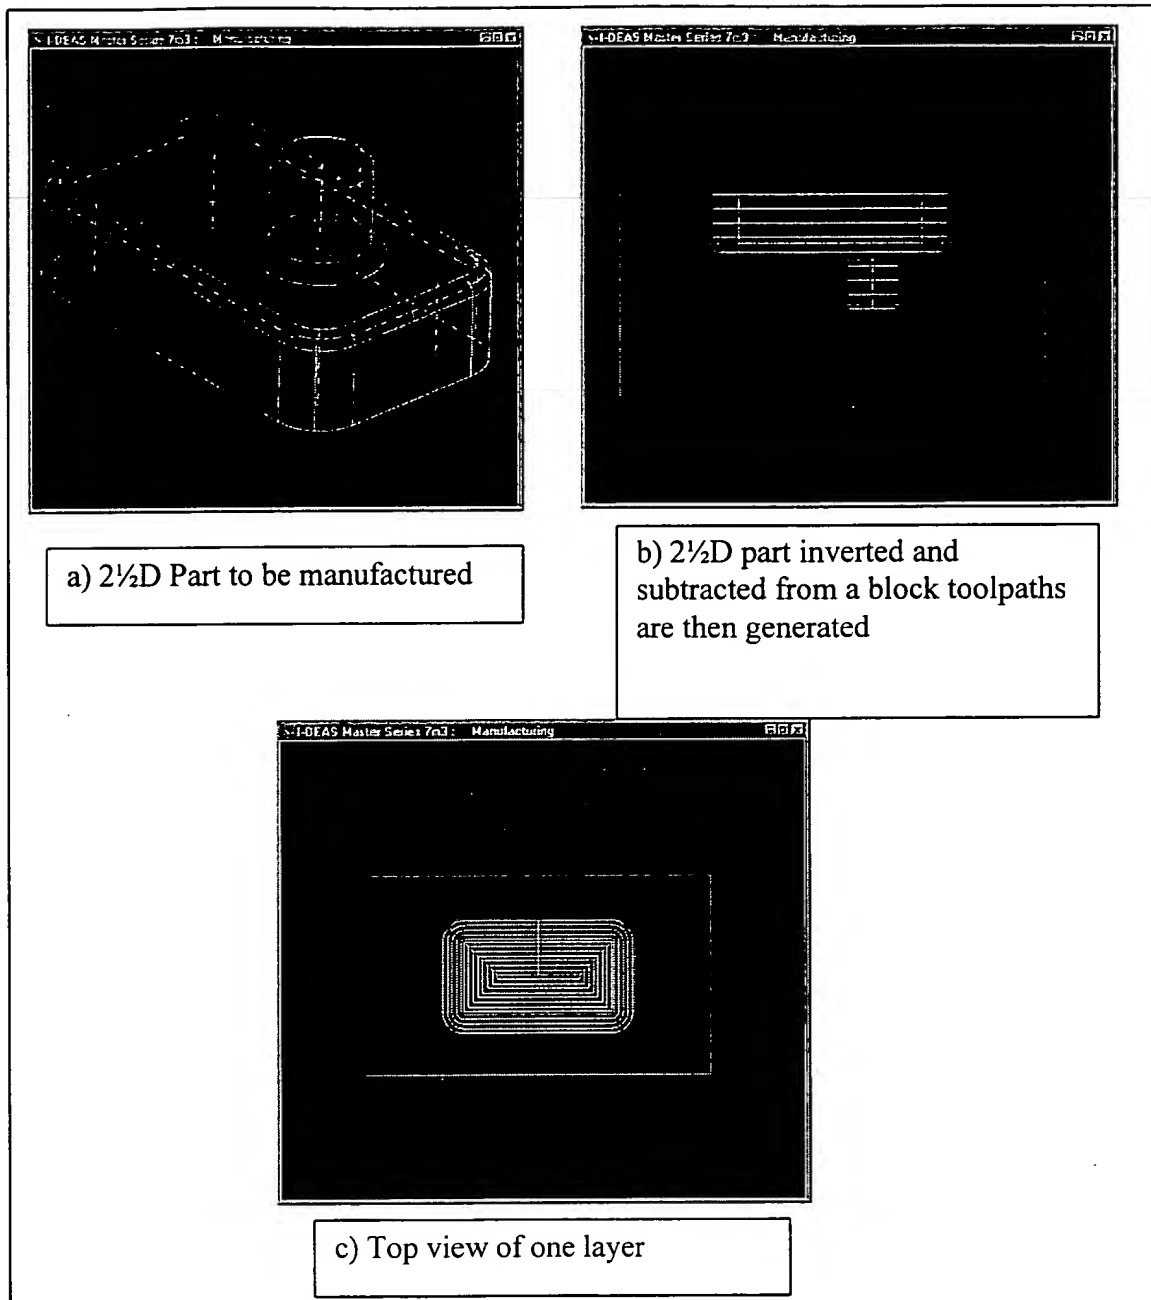 I-DEAS Master Series 7m3 : Manufacturing
I-DEAS Master Series 7m3 : Manufacturing
a) 2½D Part to be manufactured
b) 2½D part inverted and
subtracted from a block toolpaths
are then generated
I-DEAS Master Series 7m3 : Manufacturing
c) Top view of one layer